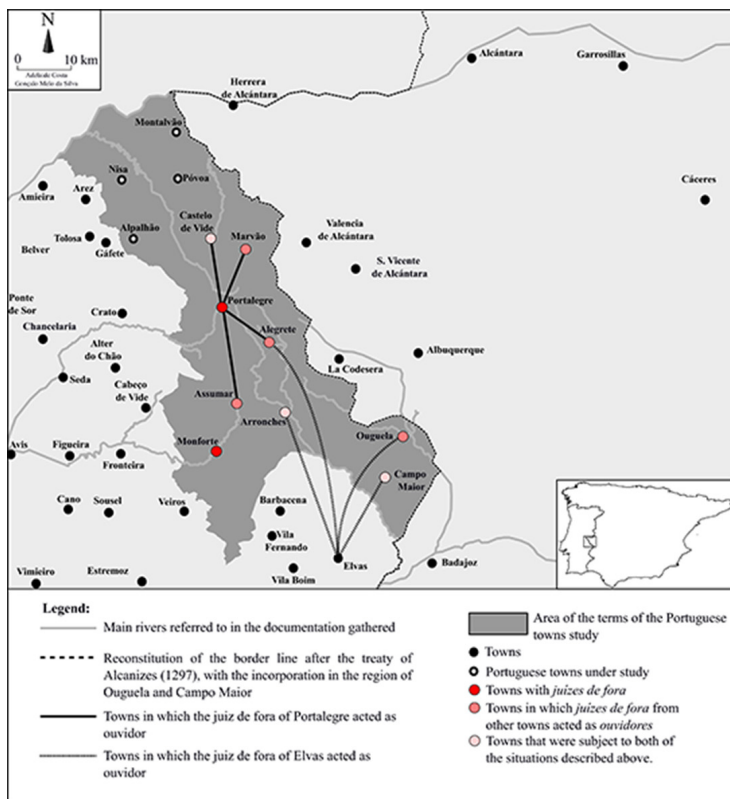 N
0 10 km
Adelaide Costa
Gonçalo Melo da Silva
Alcántara
Garrosillas
Herrera
de Alcántara
Montalvão
Nisa
Póvoa
Cáceres
Amieira
Arez
Castelo
de Vide
Marvão
Valencia
de Alcántara
Alpalhão
Tolosa
Gáfete
Belver
S. Vicente
de Alcántara
Ponte
de Sor
Portalegre
Crato
Chancelaria
Alegrete
Alter
do Chão
La Codesera
Albuquerque
Seda
Cabeço
de Vide
Assumar
Arronches
Ouguela
Monforte
Avis
Figueira
Fronteira
Campo
Maior
Cano
Sousel
Veiros
Barbacena
Vila
Fernando
Elvas
Badajoz
Vimieiro
Estremoz
Vila Boim
Legend:
Main rivers referred to in the documentation gathered
Reconstitution of the border line after the treaty of
Alcanizes (1297), with the incorporation in the region of
Ouguela and Campo Maior
Towns in which the juiz de fora of Portalegre acted as
ouvidor
Towns in which the juiz de fora of Elvas acted as
ouvidor
Area of the terms of the Portuguese
towns study
Towns
Portuguese towns under study
Towns with juízes de fora
Towns in which juízes de fora from
other towns acted as ouvidores
Towns that were subject to both of
the situations described above.